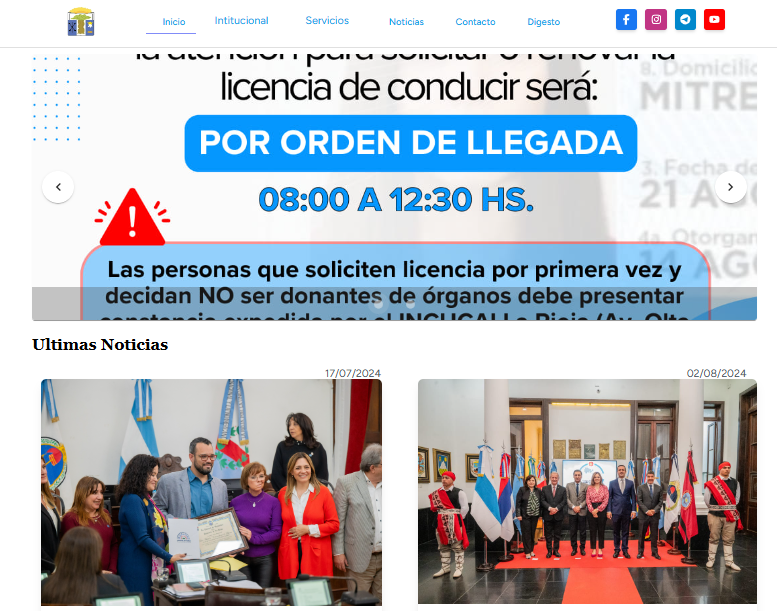 Inicio
Intitucional
Servicios
Noticias
Contacto
Digesto
la atención para solicitar o renovar la
licencia de conducir será:
POR ORDEN DE LLEGADA
08:00 A 12:30 HS.
Las personas que soliciten licencia por primera vez y
decidan NO ser donantes de órganos debe presentar
constancia expedida por el INCUCAI La Rioja (Av. Olta
8. Domicilio
MITRE
3. Fecha de
21 AGO
4a. Otorgam
14 AGO
Ultimas Noticias
17/07/2024
02/08/2024